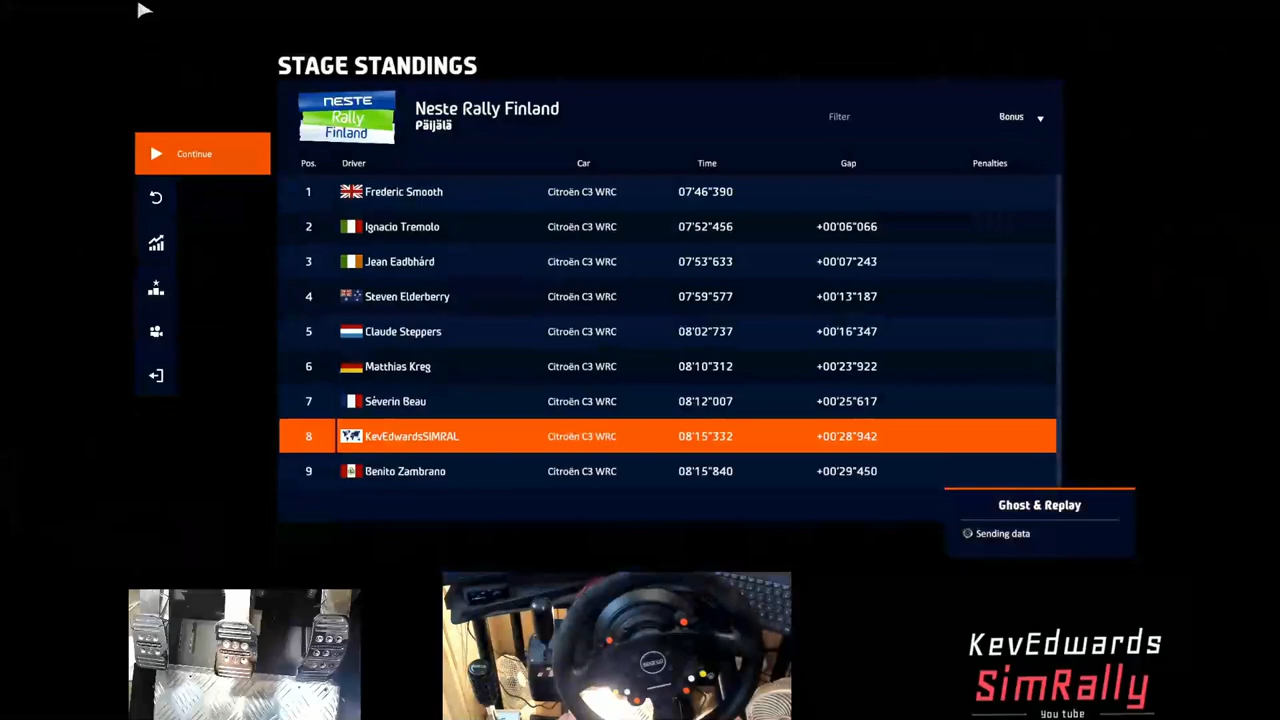 STAGE STANDINGS
NESTE
Rally
Finland
Neste Rally Finland
Päijälä
Filter
Bonus
Continue
Pos. Driver Car Time Gap Penalties
1 Frederic Smooth Citroën C3 WRC 07'46"390
2 Ignacio Tremolo Citroën C3 WRC 07'52"456 +00'06"066
3 Jean Eadbhárd Citroën C3 WRC 07'53"633 +00'07"243
4 Steven Elderberry Citroën C3 WRC 07'59"577 +00'13"187
5 Claude Steppers Citroën C3 WRC 08'02"737 +00'16"347
6 Matthias Kreg Citroën C3 WRC 08'10"312 +00'23"922
7 Séverin Beau Citroën C3 WRC 08'12"007 +00'25"617
8 KevEdwardsSIMRAL Citroën C3 WRC 08'15"332 +00'28"942
9 Benito Zambrano Citroën C3 WRC 08'15"840 +00'29"450
Ghost & Replay
Sending data
KevEdwards
SimRally
You tube